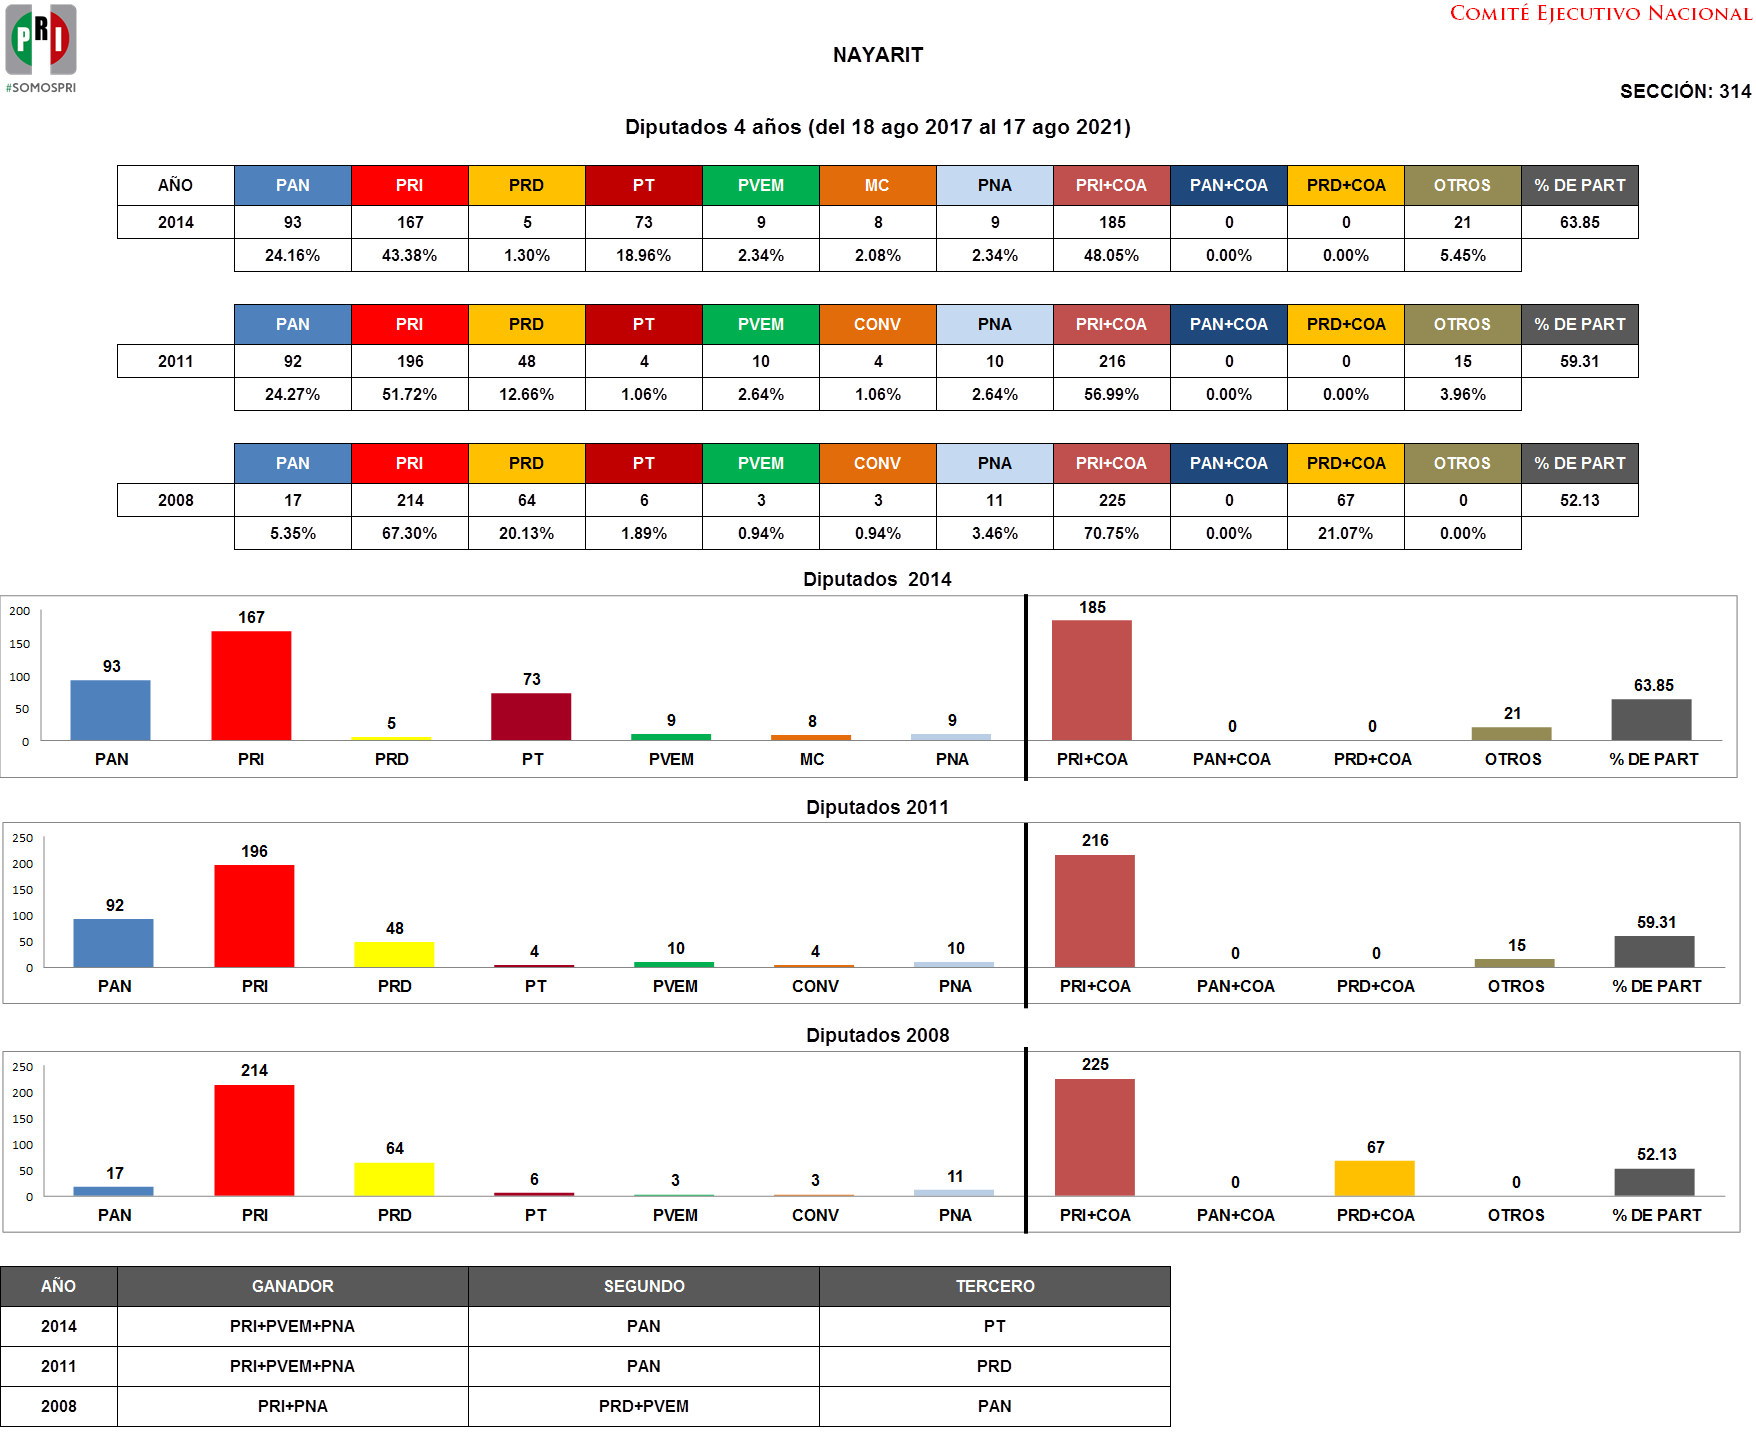 PRI
#SOMOSPRI
COMITÉ EJECUTIVO NACIONAL
NAYARIT
SECCIÓN: 314
Diputados 4 años (del 18 ago 2017 al 17 ago 2021)
AÑO PAN PRI PRD PT PVEM MC PNA PRI+COA PAN+COA PRD+COA OTROS % DE PART
2014 93 167 5 73 9 8 9 185 0 0 21 63.85
24.16% 43.38% 1.30% 18.96% 2.34% 2.08% 2.34% 48.05% 0.00% 0.00% 5.45%
PAN PRI PRD PT PVEM CONV PNA PRI+COA PAN+COA PRD+COA OTROS % DE PART
2011 92 196 48 4 10 4 10 216 0 0 15 59.31
24.27% 51.72% 12.66% 1.06% 2.64% 1.06% 2.64% 56.99% 0.00% 0.00% 3.96%
PAN PRI PRD PT PVEM CONV PNA PRI+COA PAN+COA PRD+COA OTROS % DE PART
2008 17 214 64 6 3 3 11 225 0 67 0 52.13
5.35% 67.30% 20.13% 1.89% 0.94% 0.94% 3.46% 70.75% 0.00% 21.07% 0.00%
Diputados 2014
200
150
100
50
0
93 167 5 73 9 8 9 185 0 0 21 63.85
PAN PRI PRD PT PVEM MC PNA PRI+COA PAN+COA PRD+COA OTROS % DE PART
Diputados 2011
250
200
150
100
50
0
92 196 48 4 10 4 10 216 0 0 15 59.31
PAN PRI PRD PT PVEM CONV PNA PRI+COA PAN+COA PRD+COA OTROS % DE PART
Diputados 2008
250
200
150
100
50
0
17 214 64 6 3 3 11 225 0 67 0 52.13
PAN PRI PRD PT PVEM CONV PNA PRI+COA PAN+COA PRD+COA OTROS % DE PART
AÑO GANADOR SEGUNDO TERCERO
2014 PRI+PVEM+PNA PAN PT
2011 PRI+PVEM+PNA PAN PRD
2008 PRI+PNA PRD+PVEM PAN